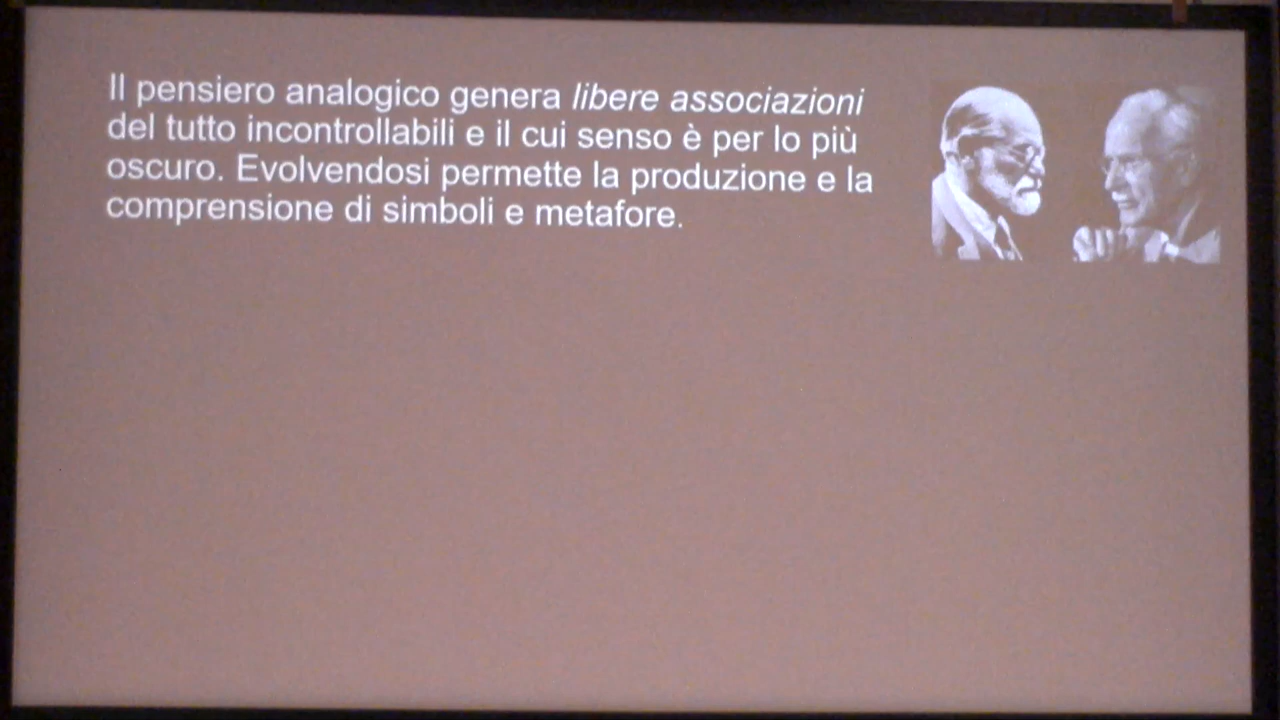 Il pensiero analogico genera libere associazioni
del tutto incontrollabili e il cui senso è per lo più
oscuro. Evolvendosi permette la produzione e la
comprensione di simboli e metafore.